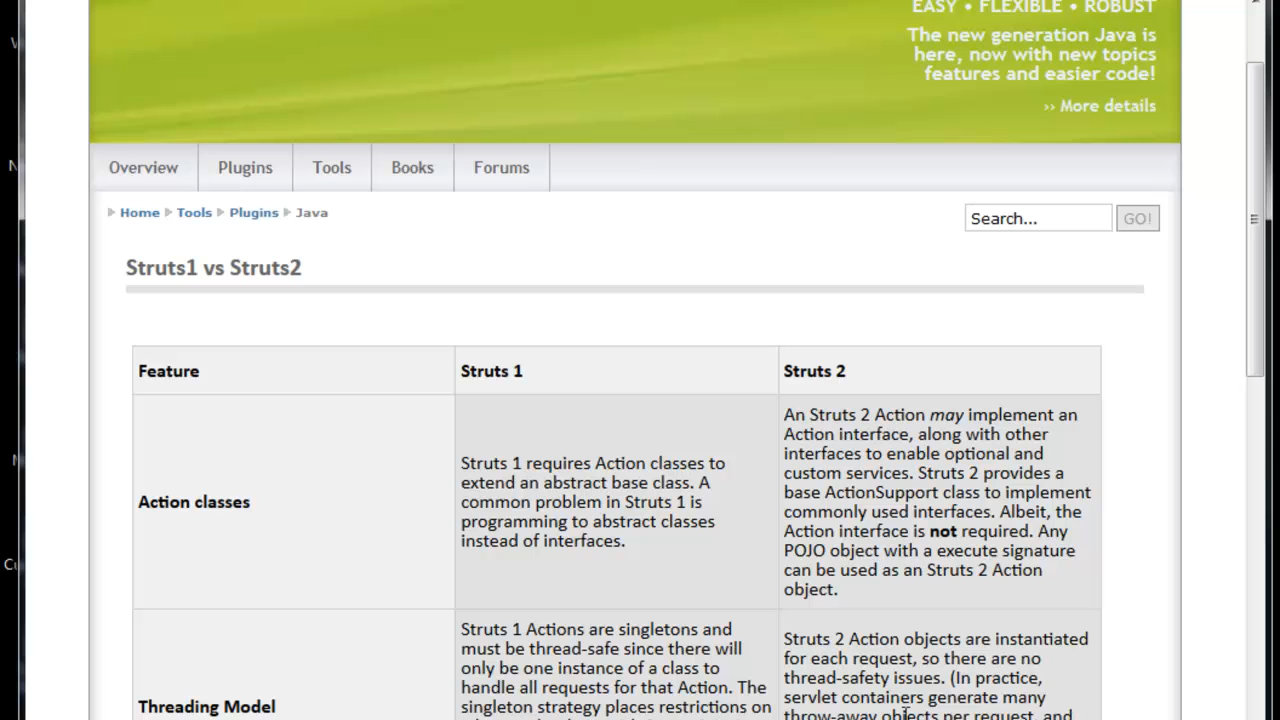 EASY • FLEXIBLE • ROBUST
The new generation Java is
here, now with new topics
features and easier code!
›› More details
Overview
Plugins
Tools
Books
Forums
Home
Tools
Plugins
Java
Search...
GO!
Struts1 vs Struts2
Feature
Struts 1
Struts 2
Action classes
Struts 1 requires Action classes to
extend an abstract base class. A
common problem in Struts 1 is
programming to abstract classes
instead of interfaces.
An Struts 2 Action may implement an
Action interface, along with other
interfaces to enable optional and
custom services. Struts 2 provides a
base ActionSupport class to implement
commonly used interfaces. Albeit, the
Action interface is not required. Any
POJO object with a execute signature
can be used as an Struts 2 Action
object.
Threading Model
Struts 1 Actions are singletons and
must be thread-safe since there will
only be one instance of a class to
handle all requests for that Action. The
singleton strategy places restrictions on
Struts 2 Action objects are instantiated
for each request, so there are no
thread-safety issues. (In practice,
servlet containers generate many
throw-away objects per request, and